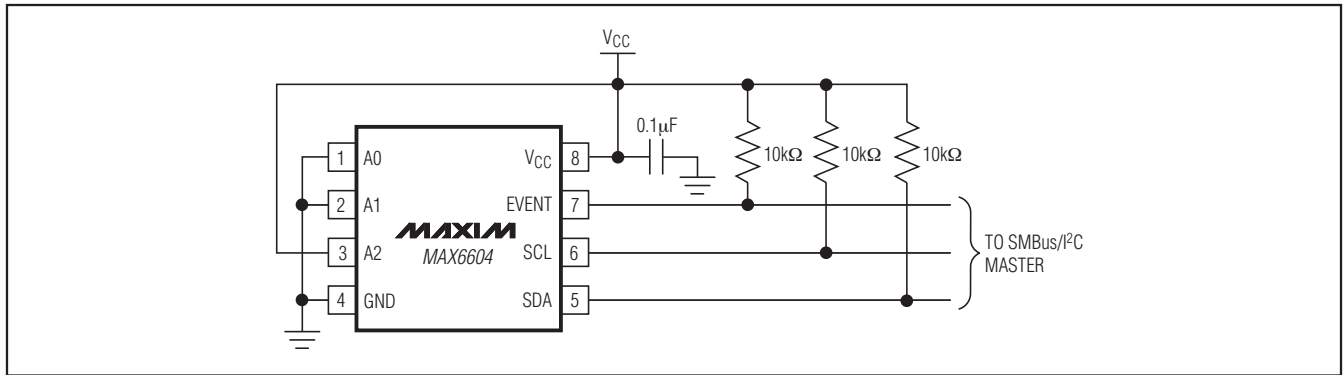 VCC
0.1μF
10kΩ 10kΩ 10kΩ
1 A0 VCC 8
2 A1 EVENT 7
MAXIM
MAX6604
3 A2 SCL 6
4 GND SDA 5
TO SMBus/I²C
MASTER